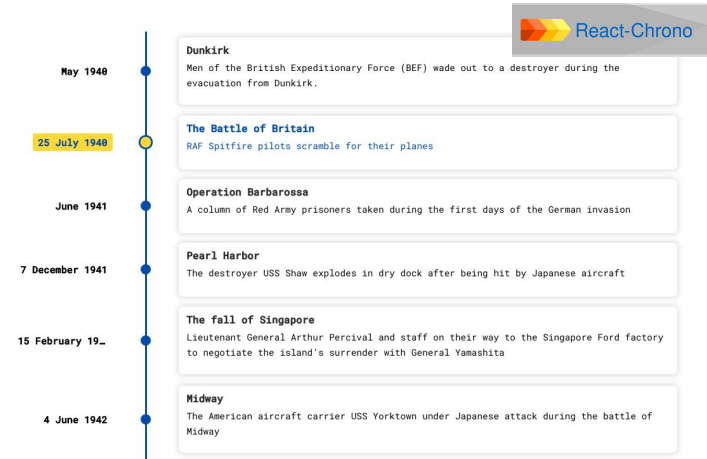 React-Chrono
Dunkirk
May 1940
Men of the British Expeditionary Force (BEF) wade out to a destroyer during the
evacuation from Dunkirk.
The Battle of Britain
25 July 1940
RAF Spitfire pilots scramble for their planes
Operation Barbarossa
June 1941
A column of Red Army prisoners taken during the first days of the German invasion
Pearl Harbor
7 December 1941
The destroyer USS Shaw explodes in dry dock after being hit by Japanese aircraft
The fall of Singapore
15 February 19…
Lieutenant General Arthur Percival and staff on their way to the Singapore Ford factory
to negotiate the island's surrender with General Yamashita
Midway
4 June 1942
The American aircraft carrier USS Yorktown under Japanese attack during the battle of
Midway